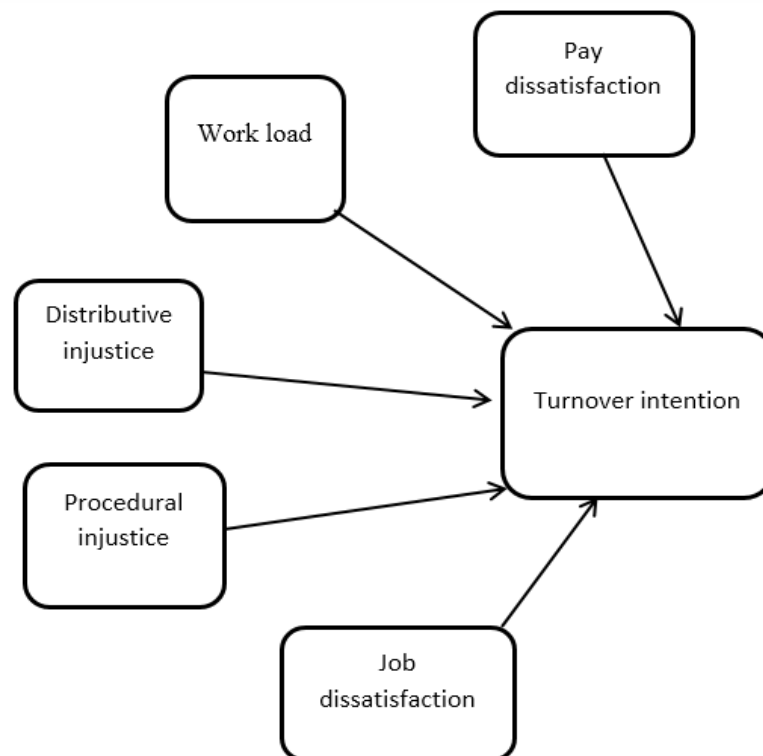 Pay
dissatisfaction
Work load
Distributive
injustice
Turnover intention
Procedural
injustice
Job
dissatisfaction